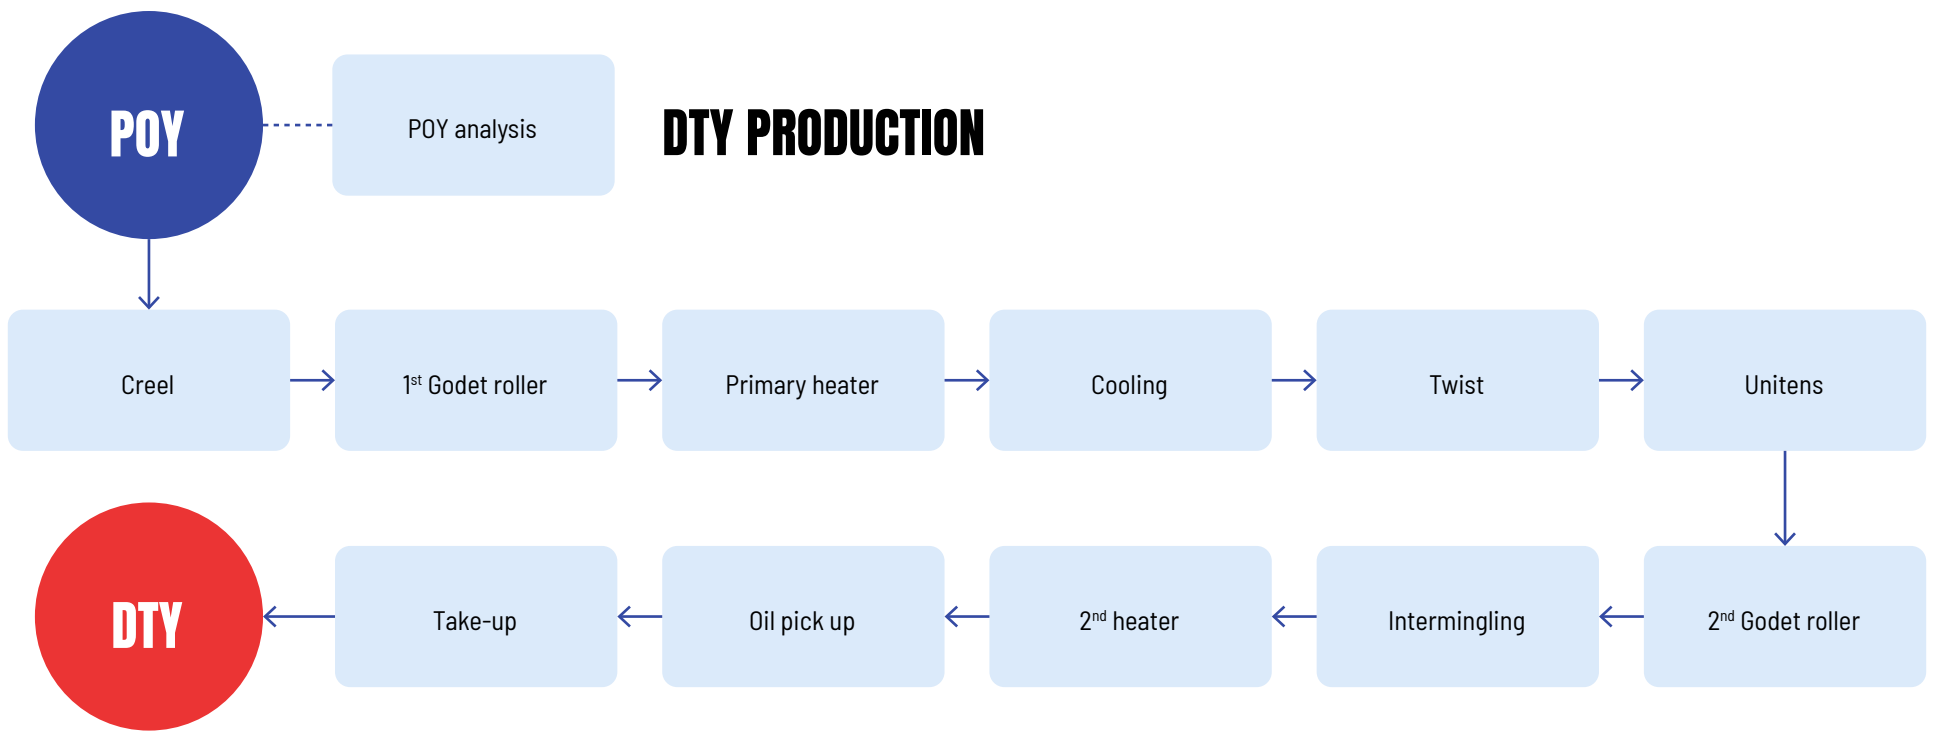 POY
POY analysis
DTY PRODUCTION
Creel
1st Godet roller
Primary heater
Cooling
Twist
Unitens
DTY
Take-up
Oil pick up
2nd heater
Intermingling
2nd Godet roller